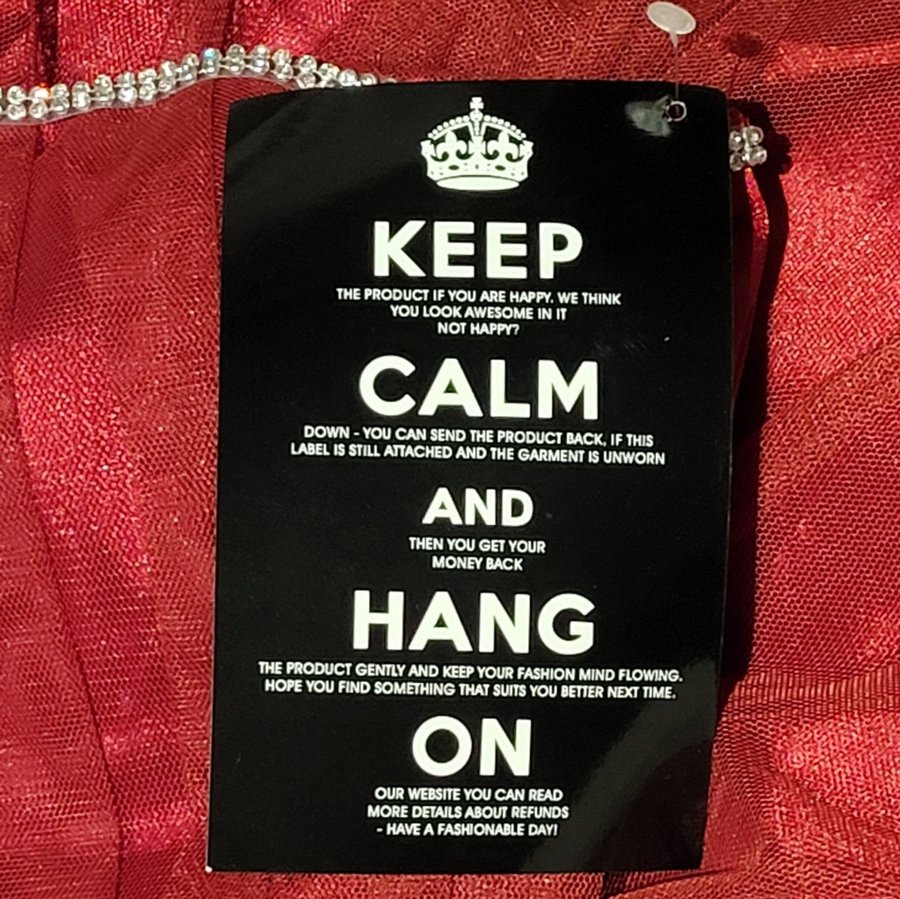 KEEP
THE PRODUCT IF YOU ARE HAPPY. WE THINK
YOU LOOK AWESOME IN IT
NOT HAPPY?
CALM
DOWN - YOU CAN SEND THE PRODUCT BACK, IF THIS
LABEL IS STILL ATTACHED AND THE GARMENT IS UNWORN
AND
THEN YOU GET YOUR
MONEY BACK
HANG
THE PRODUCT GENTLY AND KEEP YOUR FASHION MIND FLOWING.
HOPE YOU FIND SOMETHING THAT SUITS YOU BETTER NEXT TIME.
ON
OUR WEBSITE YOU CAN READ
MORE DETAILS ABOUT REFUNDS
- HAVE A FASHIONABLE DAY!